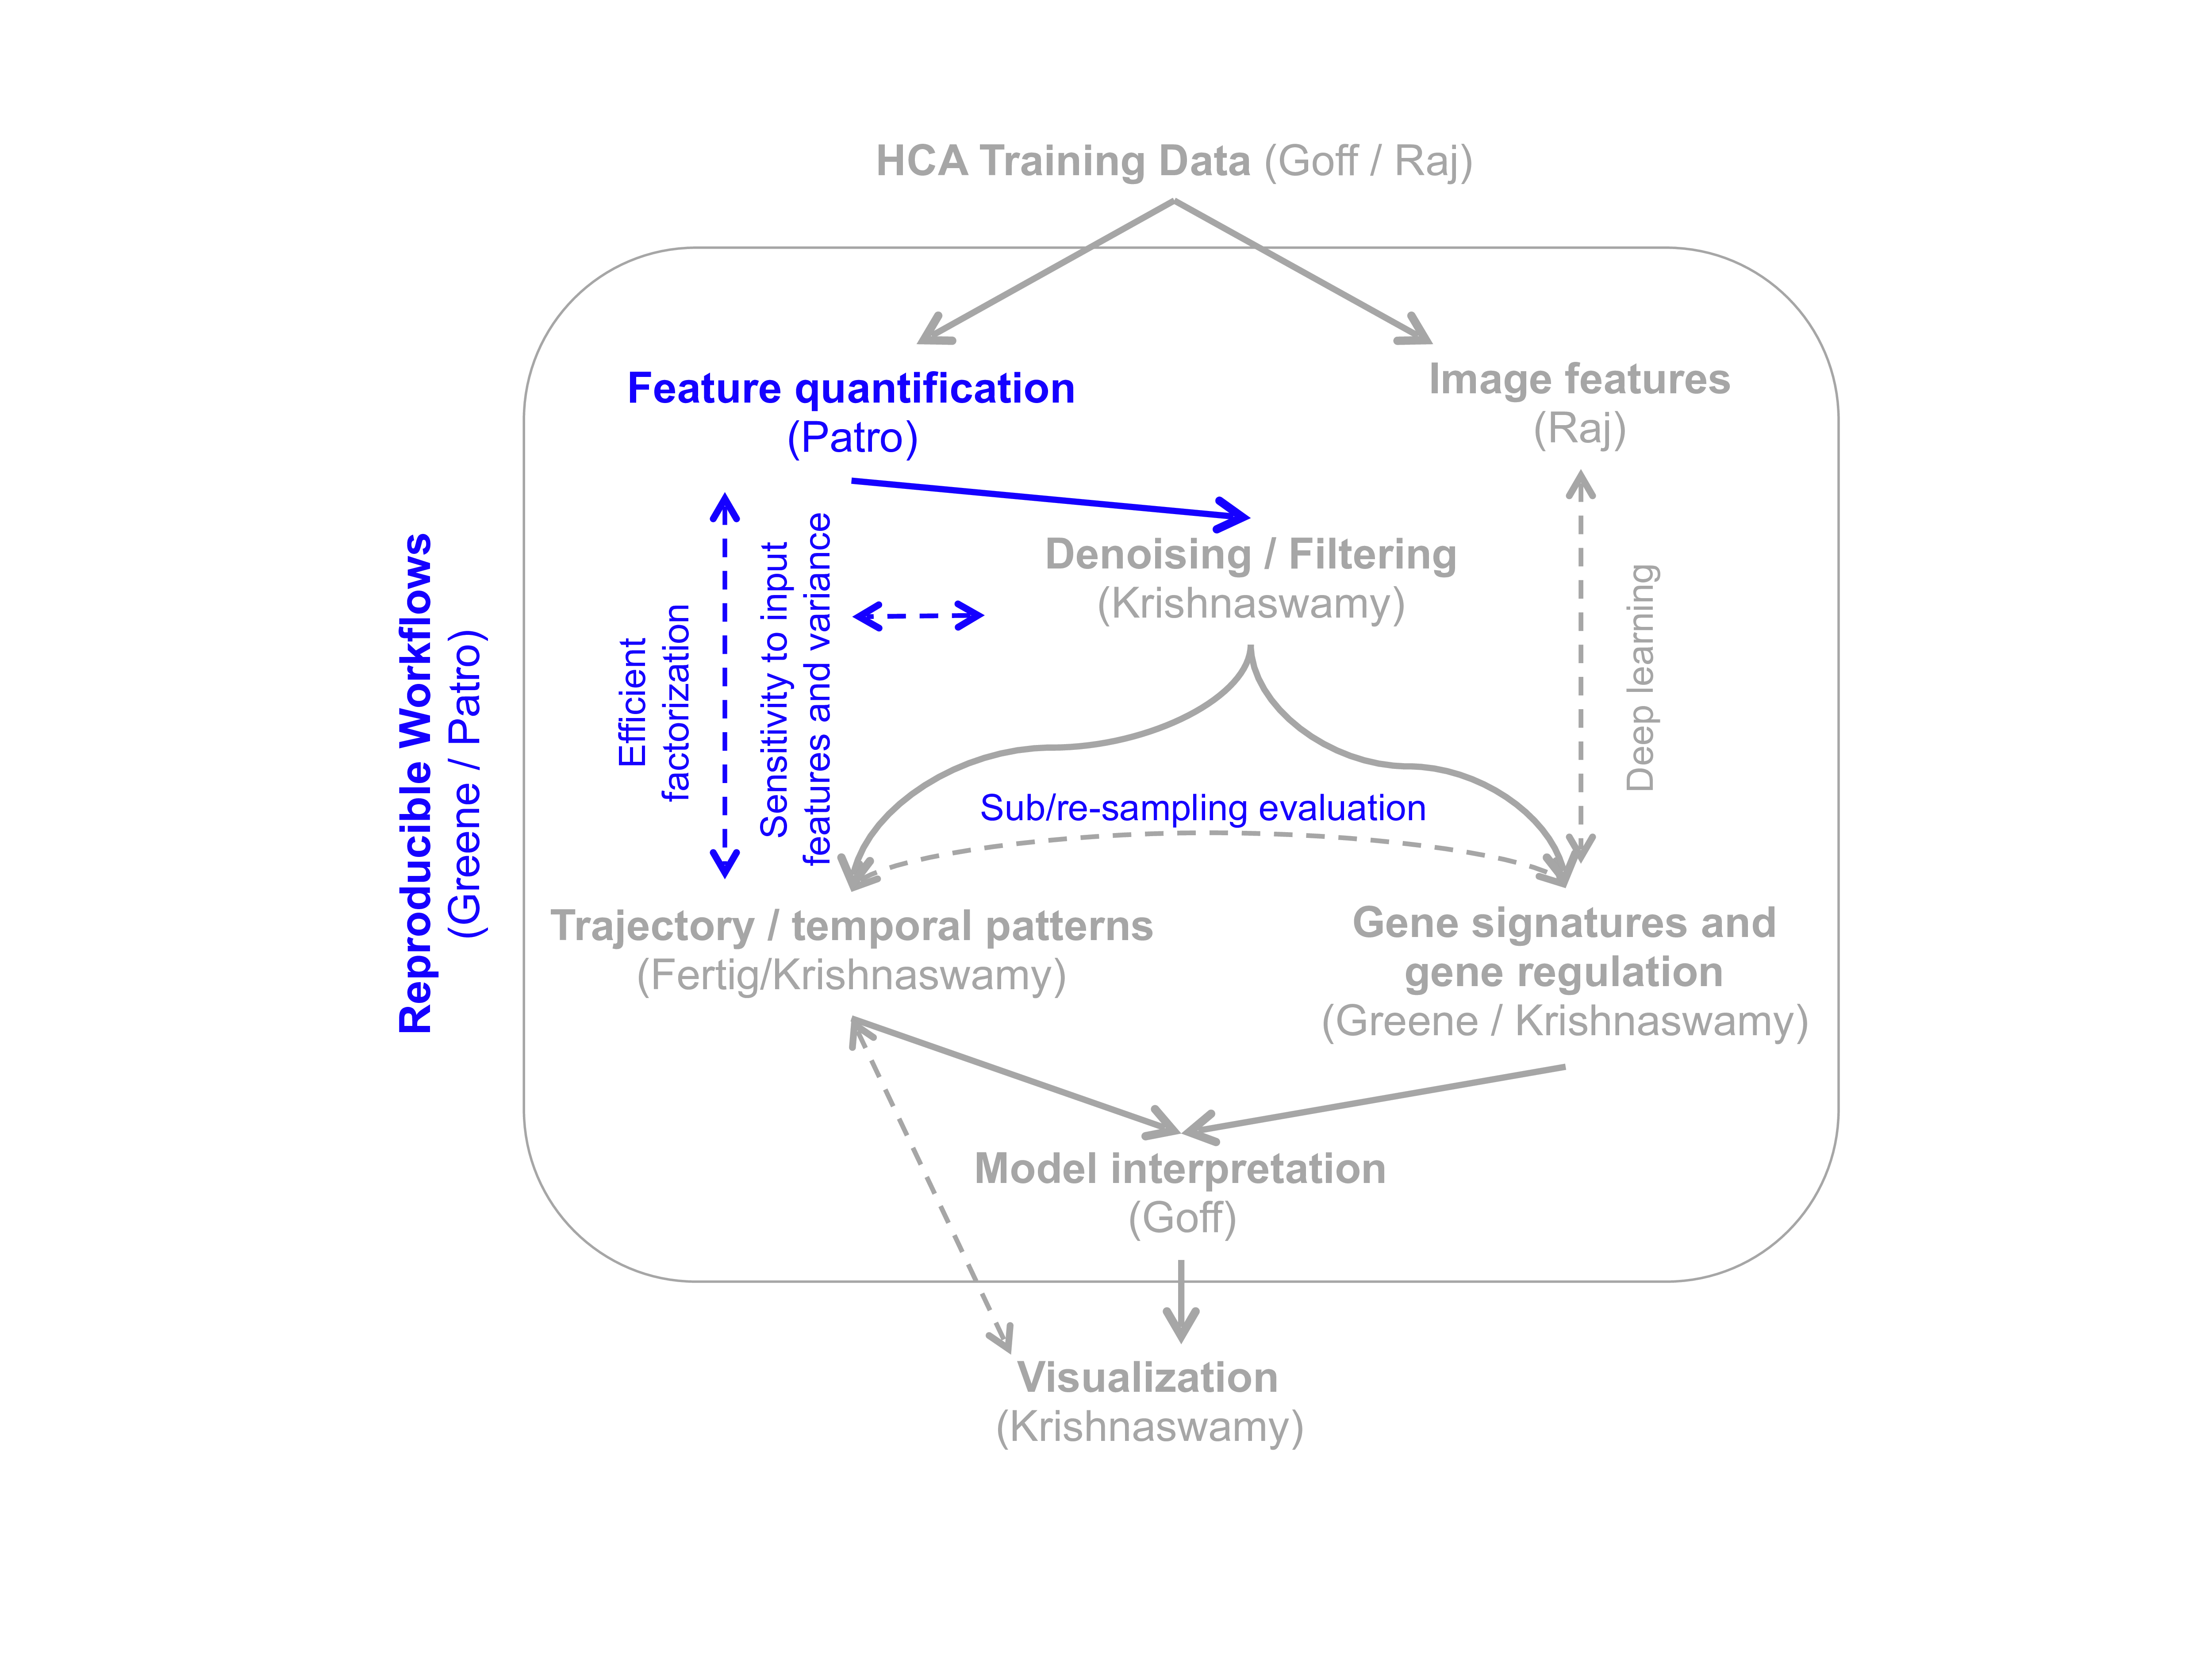 HCA Training Data (Goff / Raj)
Feature quantification
(Patro)
Image features
(Raj)
Reproducible Workflows
(Greene / Patro)
Efficient
factorization
Sensitivity to input
features and variance
Denoising / Filtering
(Krishnaswamy)
Deep learning
Sub/re-sampling evaluation
Trajectory / temporal patterns
(Fertig/Krishnaswamy)
Gene signatures and
gene regulation
(Greene / Krishnaswamy)
Model interpretation
(Goff)
Visualization
(Krishnaswamy)